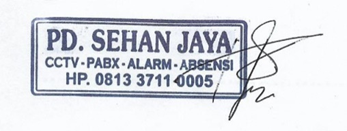 PD. SEHAN JAYA
CCTV - PABX - ALARM - ABSENSI
HP. 0813 3711 0005